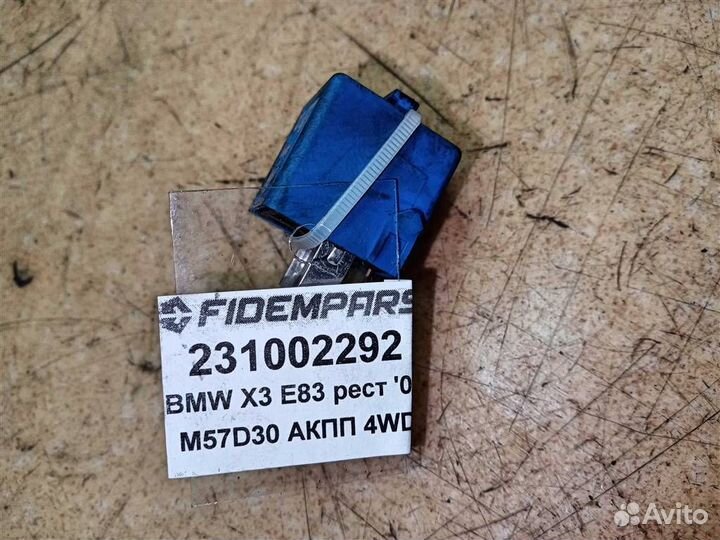 FIDEMPARS
231002292
BMW X3 E83 рест '0
M57D30 АКПП 4WD
Avito